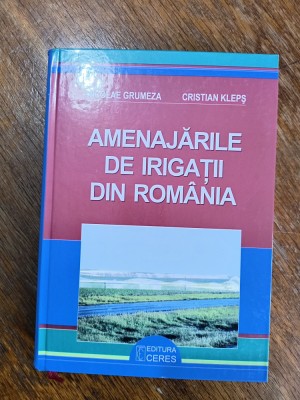 GRUMEZA CRISTIAN KLEPȘ
AMENAJĂRILE
DE IRIGAȚII
DIN ROMÂNIA
EDITURA
CERES